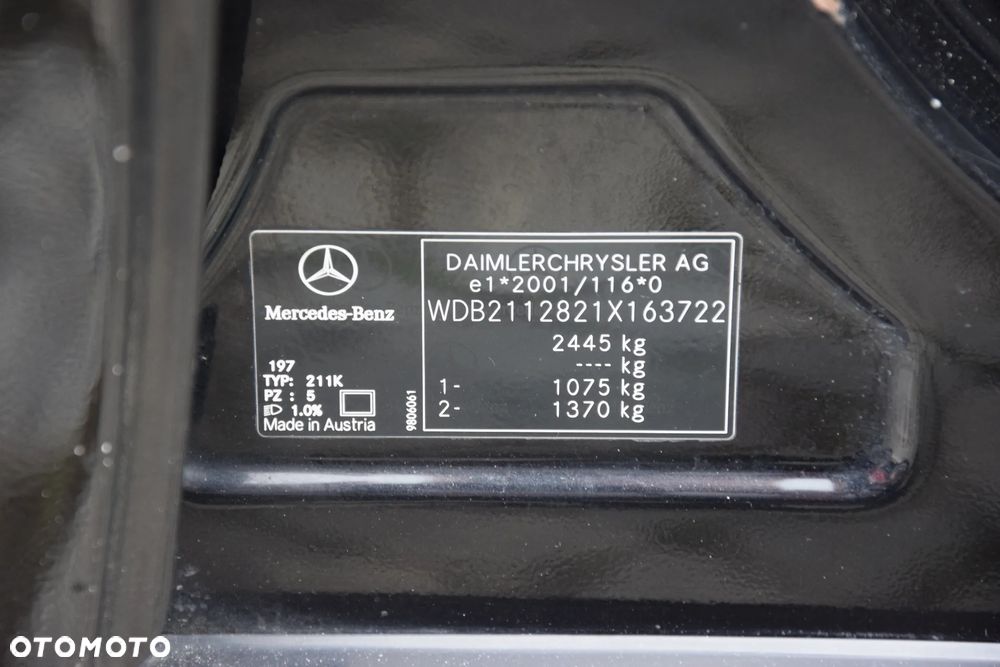 Mercedes-Benz
197
TYP: 211K
PZ : 5
1.0%
Made in Austria
9806061
DAIMLERCHRYSLER AG
e1*2001/116*0
WDB2112821X163722
2445 kg
---- kg
1- 1075 kg
2- 1370 kg
OTOMOTO